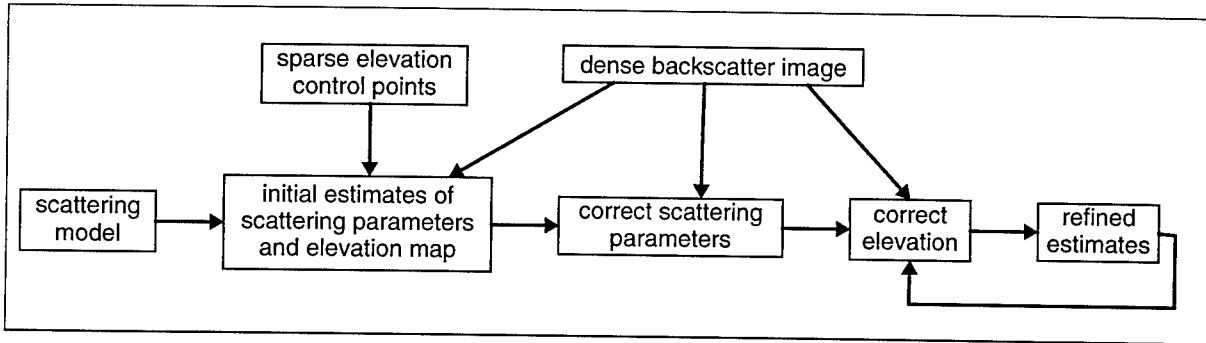 sparse elevation
control points
dense backscatter image
scattering
model
initial estimates of
scattering parameters
and elevation map
correct scattering
parameters
correct
elevation
refined
estimates